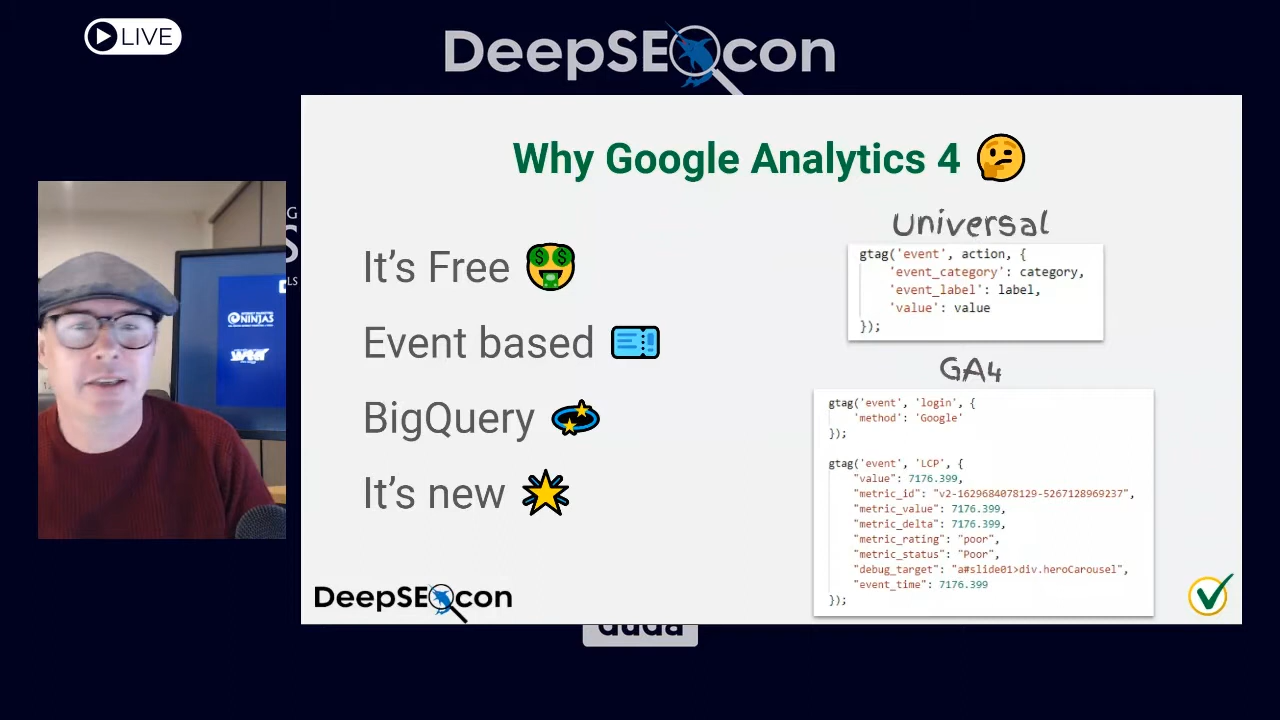 LIVE
DeepSEOcon
Why Google Analytics 4
It's Free
Event based
BigQuery
It's new
Universal
gtag('event', action, {
'event_category': category,
'event_label': label,
'value': value
});
GA4
gtag('event', 'login', {
'method': 'Google'
});
gtag('event', 'LCP', {
"value": 7176.399,
"metric_id": "v2-1629684078129-5267128969237",
"metric_value": 7176.399,
"metric_delta": 7176.399,
"metric_rating": "poor",
"metric_status": "Poor",
"debug_target": "a#slide01>div.heroCarousel",
"event_time": 7176.399
});
G
S
LS
NINJAS
DeepSEOcon
duda